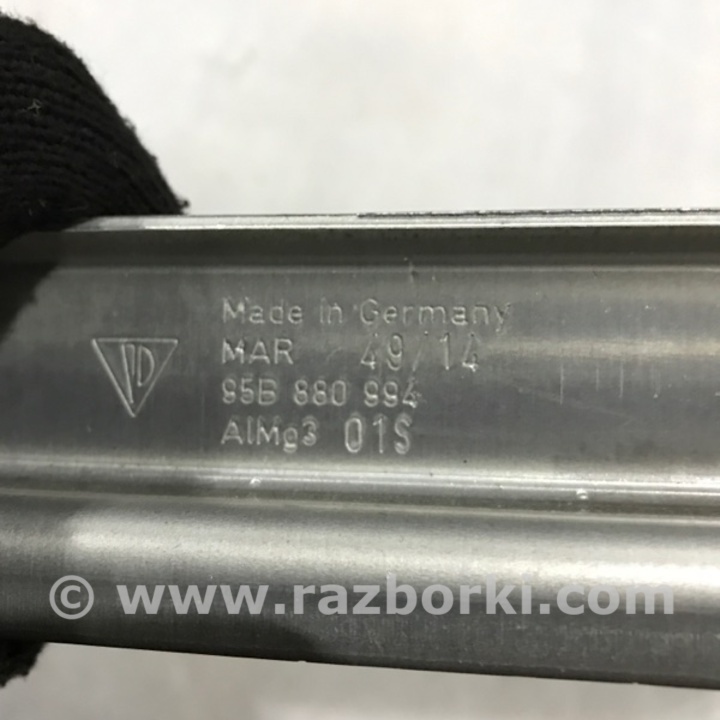 Made in Germany
MAR 49/14
95B 880 994
AlMg3 01S
© www.razborki.com